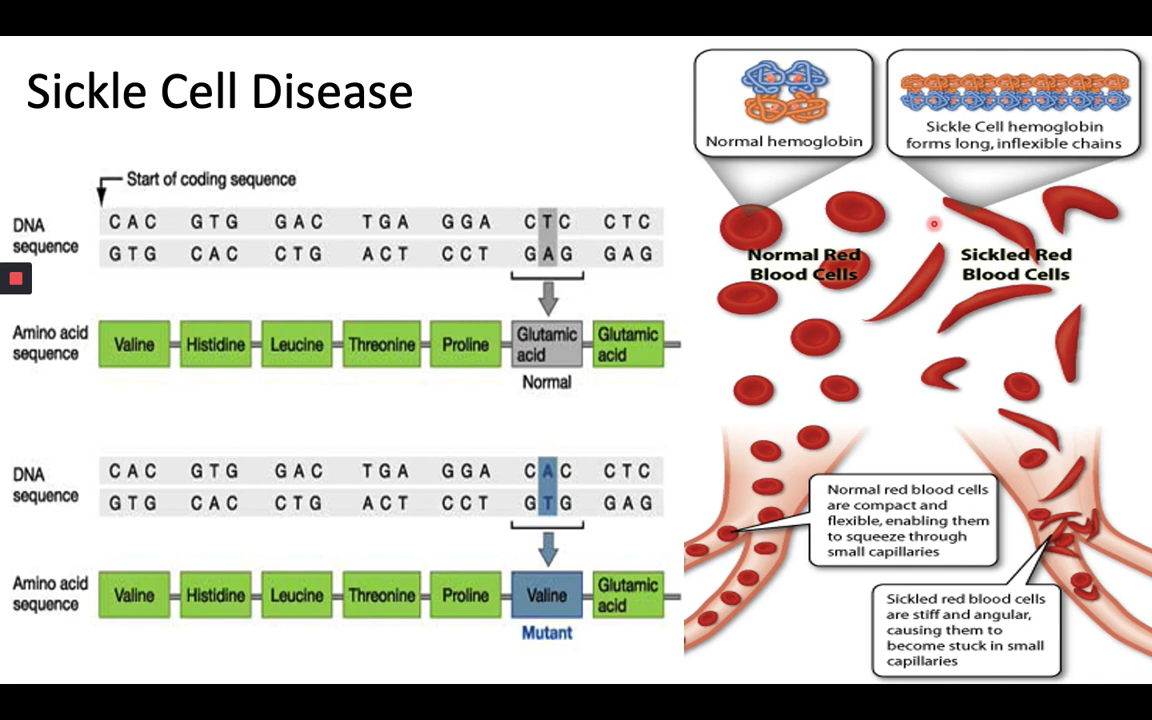 Sickle Cell Disease
Start of coding sequence
DNA
sequence
CAC GTG GAC TGA GGA CTC CTC
GTG CAC CTG ACT CCT GAG GAG
Amino acid
sequence
Valine Histidine Leucine Threonine Proline Glutamic
acid Glutamic
acid
Normal
DNA
sequence
CAC GTG GAC TGA GGA CAC CTC
GTG CAC CTG ACT CCT GTG GAG
Amino acid
sequence
Valine Histidine Leucine Threonine Proline Valine Glutamic
acid
Mutant
Normal hemoglobin
Sickle Cell hemoglobin
forms long, inflexible chains
Normal Red
Blood Cells
Sickled Red
Blood Cells
Normal red blood cells
are compact and
flexible, enabling them
to squeeze through
small capillaries
Sickled red blood cells
are stiff and angular,
causing them to
become stuck in small
capillaries